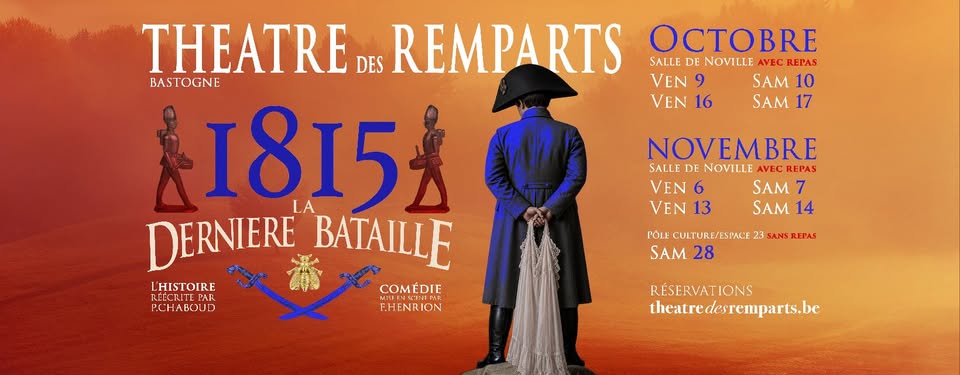 THEATRE DES REMPARTS
BASTOGNE
1815
LA
DERNIERE BATAILLE
L'HISTOIRE
RÉÉCRITE PAR
P.CHABOUD
COMÉDIE
MISE EN SCÈNE PAR
F.HENRION
OCTOBRE
SALLE DE NOVILLE AVEC REPAS
VEN 9 SAM 10
VEN 16 SAM 17
NOVEMBRE
SALLE DE NOVILLE AVEC REPAS
VEN 6 SAM 7
VEN 13 SAM 14
PÔLE CULTURE/ESPACE 23 SANS REPAS
SAM 28
RÉSERVATIONS
theatredesremparts.be